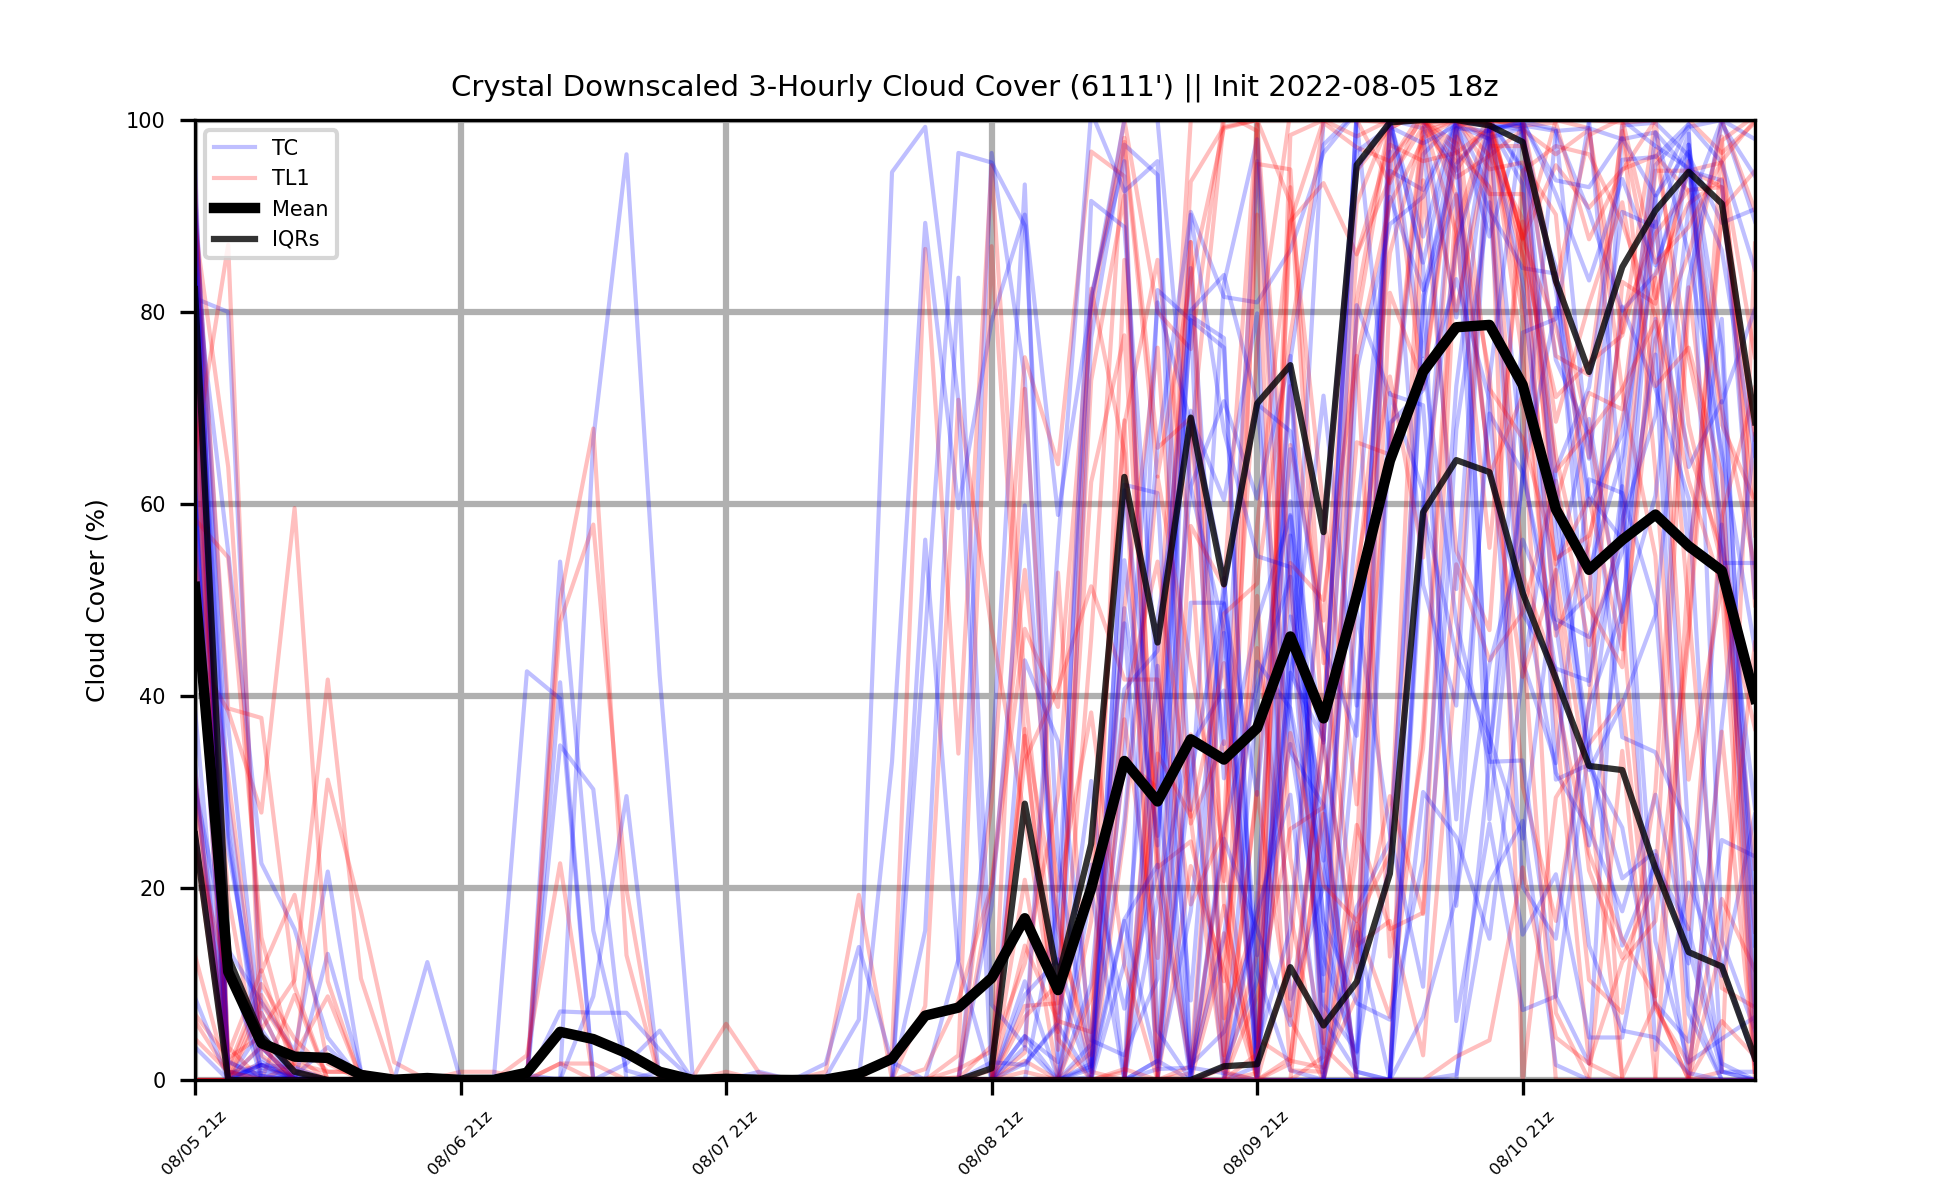 Crystal Downscaled 3-Hourly Cloud Cover (6111') || Init 2022-08-05 18z
Cloud Cover (%)
100
80
60
40
20
0
TC
TL1
Mean
IQRs
08/05 21z
08/06 21z
08/07 21z
08/08 21z
08/09 21z
08/10 21z